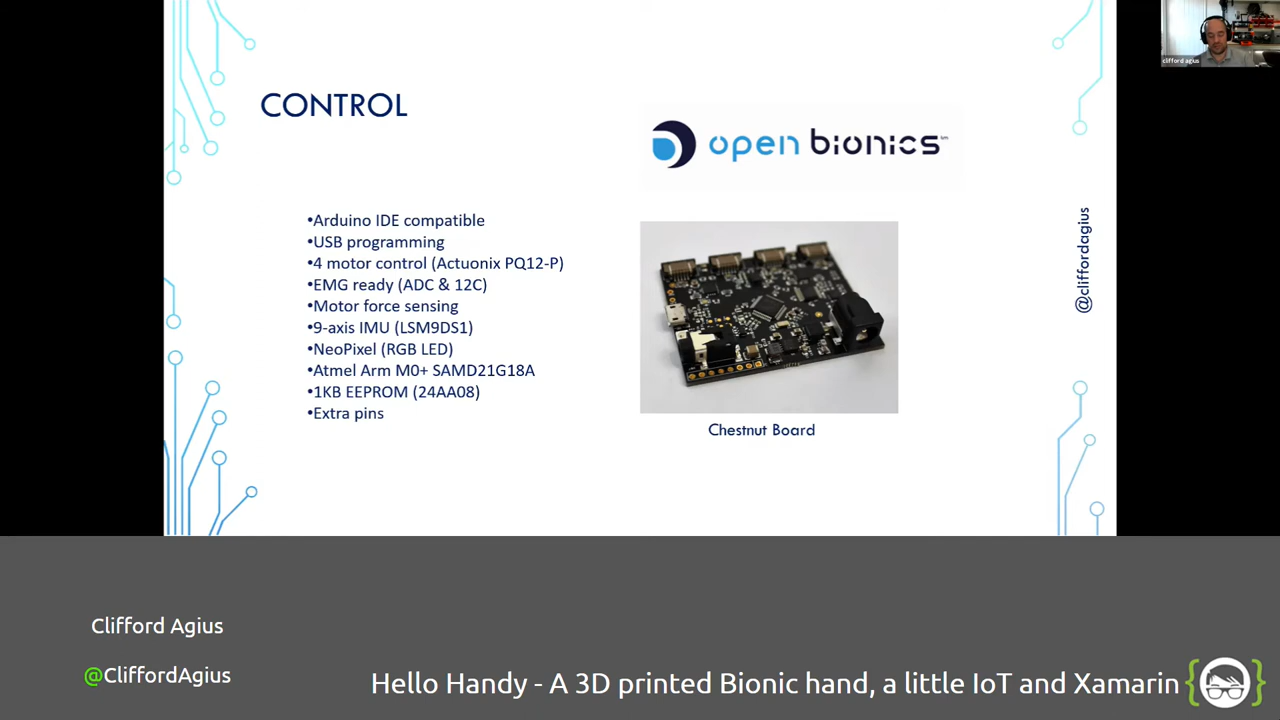 clifford agius
CONTROL
open bionics
•Arduino IDE compatible
•USB programming
•4 motor control (Actuonix PQ12-P)
•EMG ready (ADC & 12C)
•Motor force sensing
•9-axis IMU (LSM9DS1)
•NeoPixel (RGB LED)
•Atmel Arm M0+ SAMD21G18A
•1KB EEPROM (24AA08)
•Extra pins
Chestnut Board
@cliffordagius
Clifford Agius
@CliffordAgius
Hello Handy - A 3D printed Bionic hand, a little IoT and Xamarin